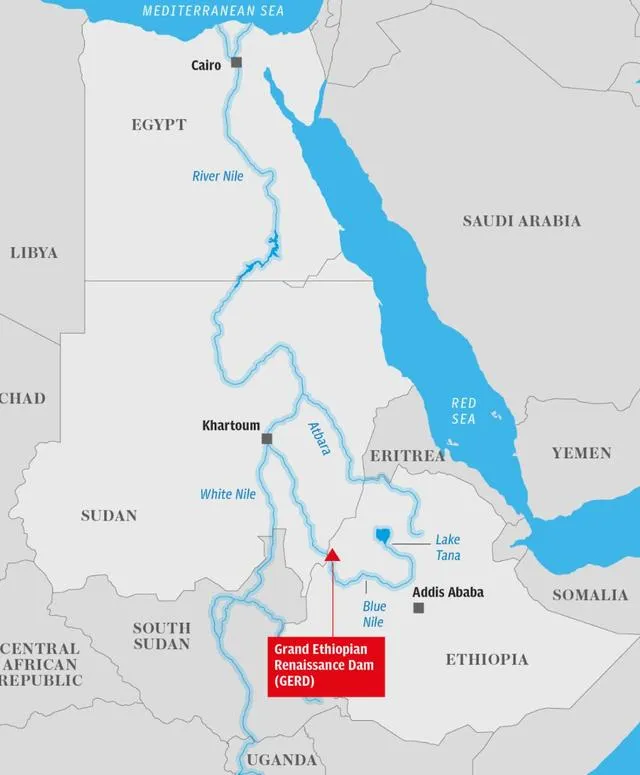 MEDITERRANEAN SEA
Cairo
EGYPT
River Nile
SAUDI ARABIA
LIBYA
CHAD
RED
SEA
Khartoum
Atbara
ERITREA
YEMEN
White Nile
SUDAN
Lake
Tana
Addis Ababa
SOMALIA
Blue
Nile
SOUTH
SUDAN
CENTRAL
AFRICAN
REPUBLIC
Grand Ethiopian
Renaissance Dam
(GERD)
ETHIOPIA
UGANDA